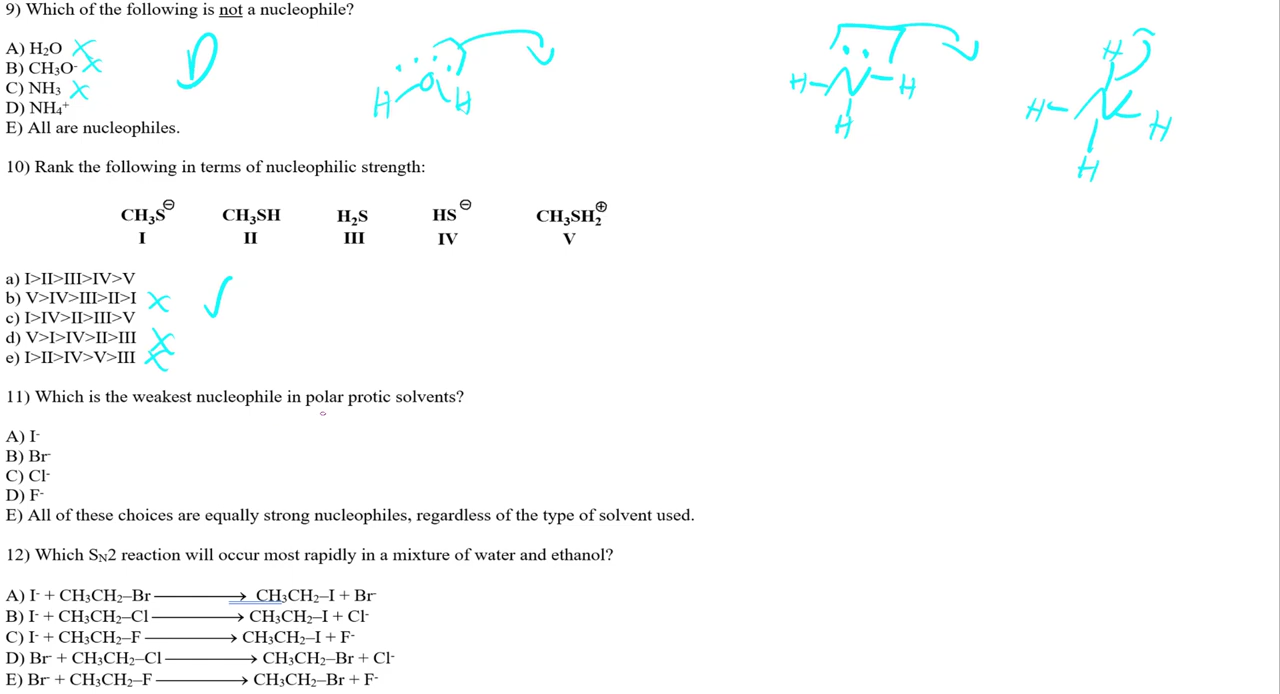 9) Which of the following is not a nucleophile?
A) H₂O X
B) CH₃O⁻ X
C) NH₃ X
D) NH₄⁺
E) All are nucleophiles.
D
H O H
H N H
H
H
H N H
H
10) Rank the following in terms of nucleophilic strength:
CH₃S⊖ CH₃SH H₂S HS⊖ CH₃SH₂⊕
I II III IV V
a) I>II>III>IV>V
b) V>IV>III>II>I X
c) I>IV>II>III>V
d) V>I>IV>II>III X
e) I>II>IV>V>III X
✓
11) Which is the weakest nucleophile in polar protic solvents?
A) I⁻
B) Br⁻
C) Cl⁻
D) F⁻
E) All of these choices are equally strong nucleophiles, regardless of the type of solvent used.
12) Which Sɴ2 reaction will occur most rapidly in a mixture of water and ethanol?
A) I⁻ + CH₃CH₂–Br ⟶ CH₃CH₂–I + Br⁻
B) I⁻ + CH₃CH₂–Cl ⟶ CH₃CH₂–I + Cl⁻
C) I⁻ + CH₃CH₂–F ⟶ CH₃CH₂–I + F⁻
D) Br⁻ + CH₃CH₂–Cl ⟶ CH₃CH₂–Br + Cl⁻
E) Br⁻ + CH₃CH₂–F ⟶ CH₃CH₂–Br + F⁻